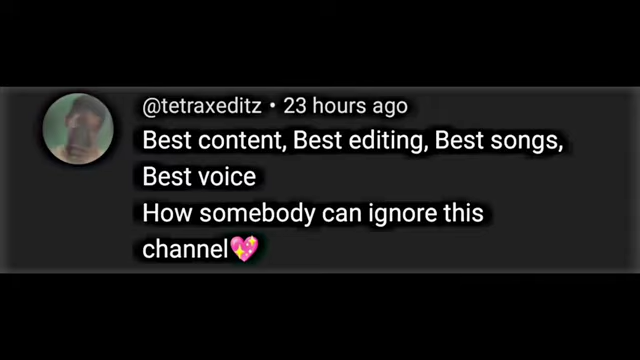 @tetraxeditz • 23 hours ago
Best content, Best editing, Best songs,
Best voice
How somebody can ignore this
channel💖